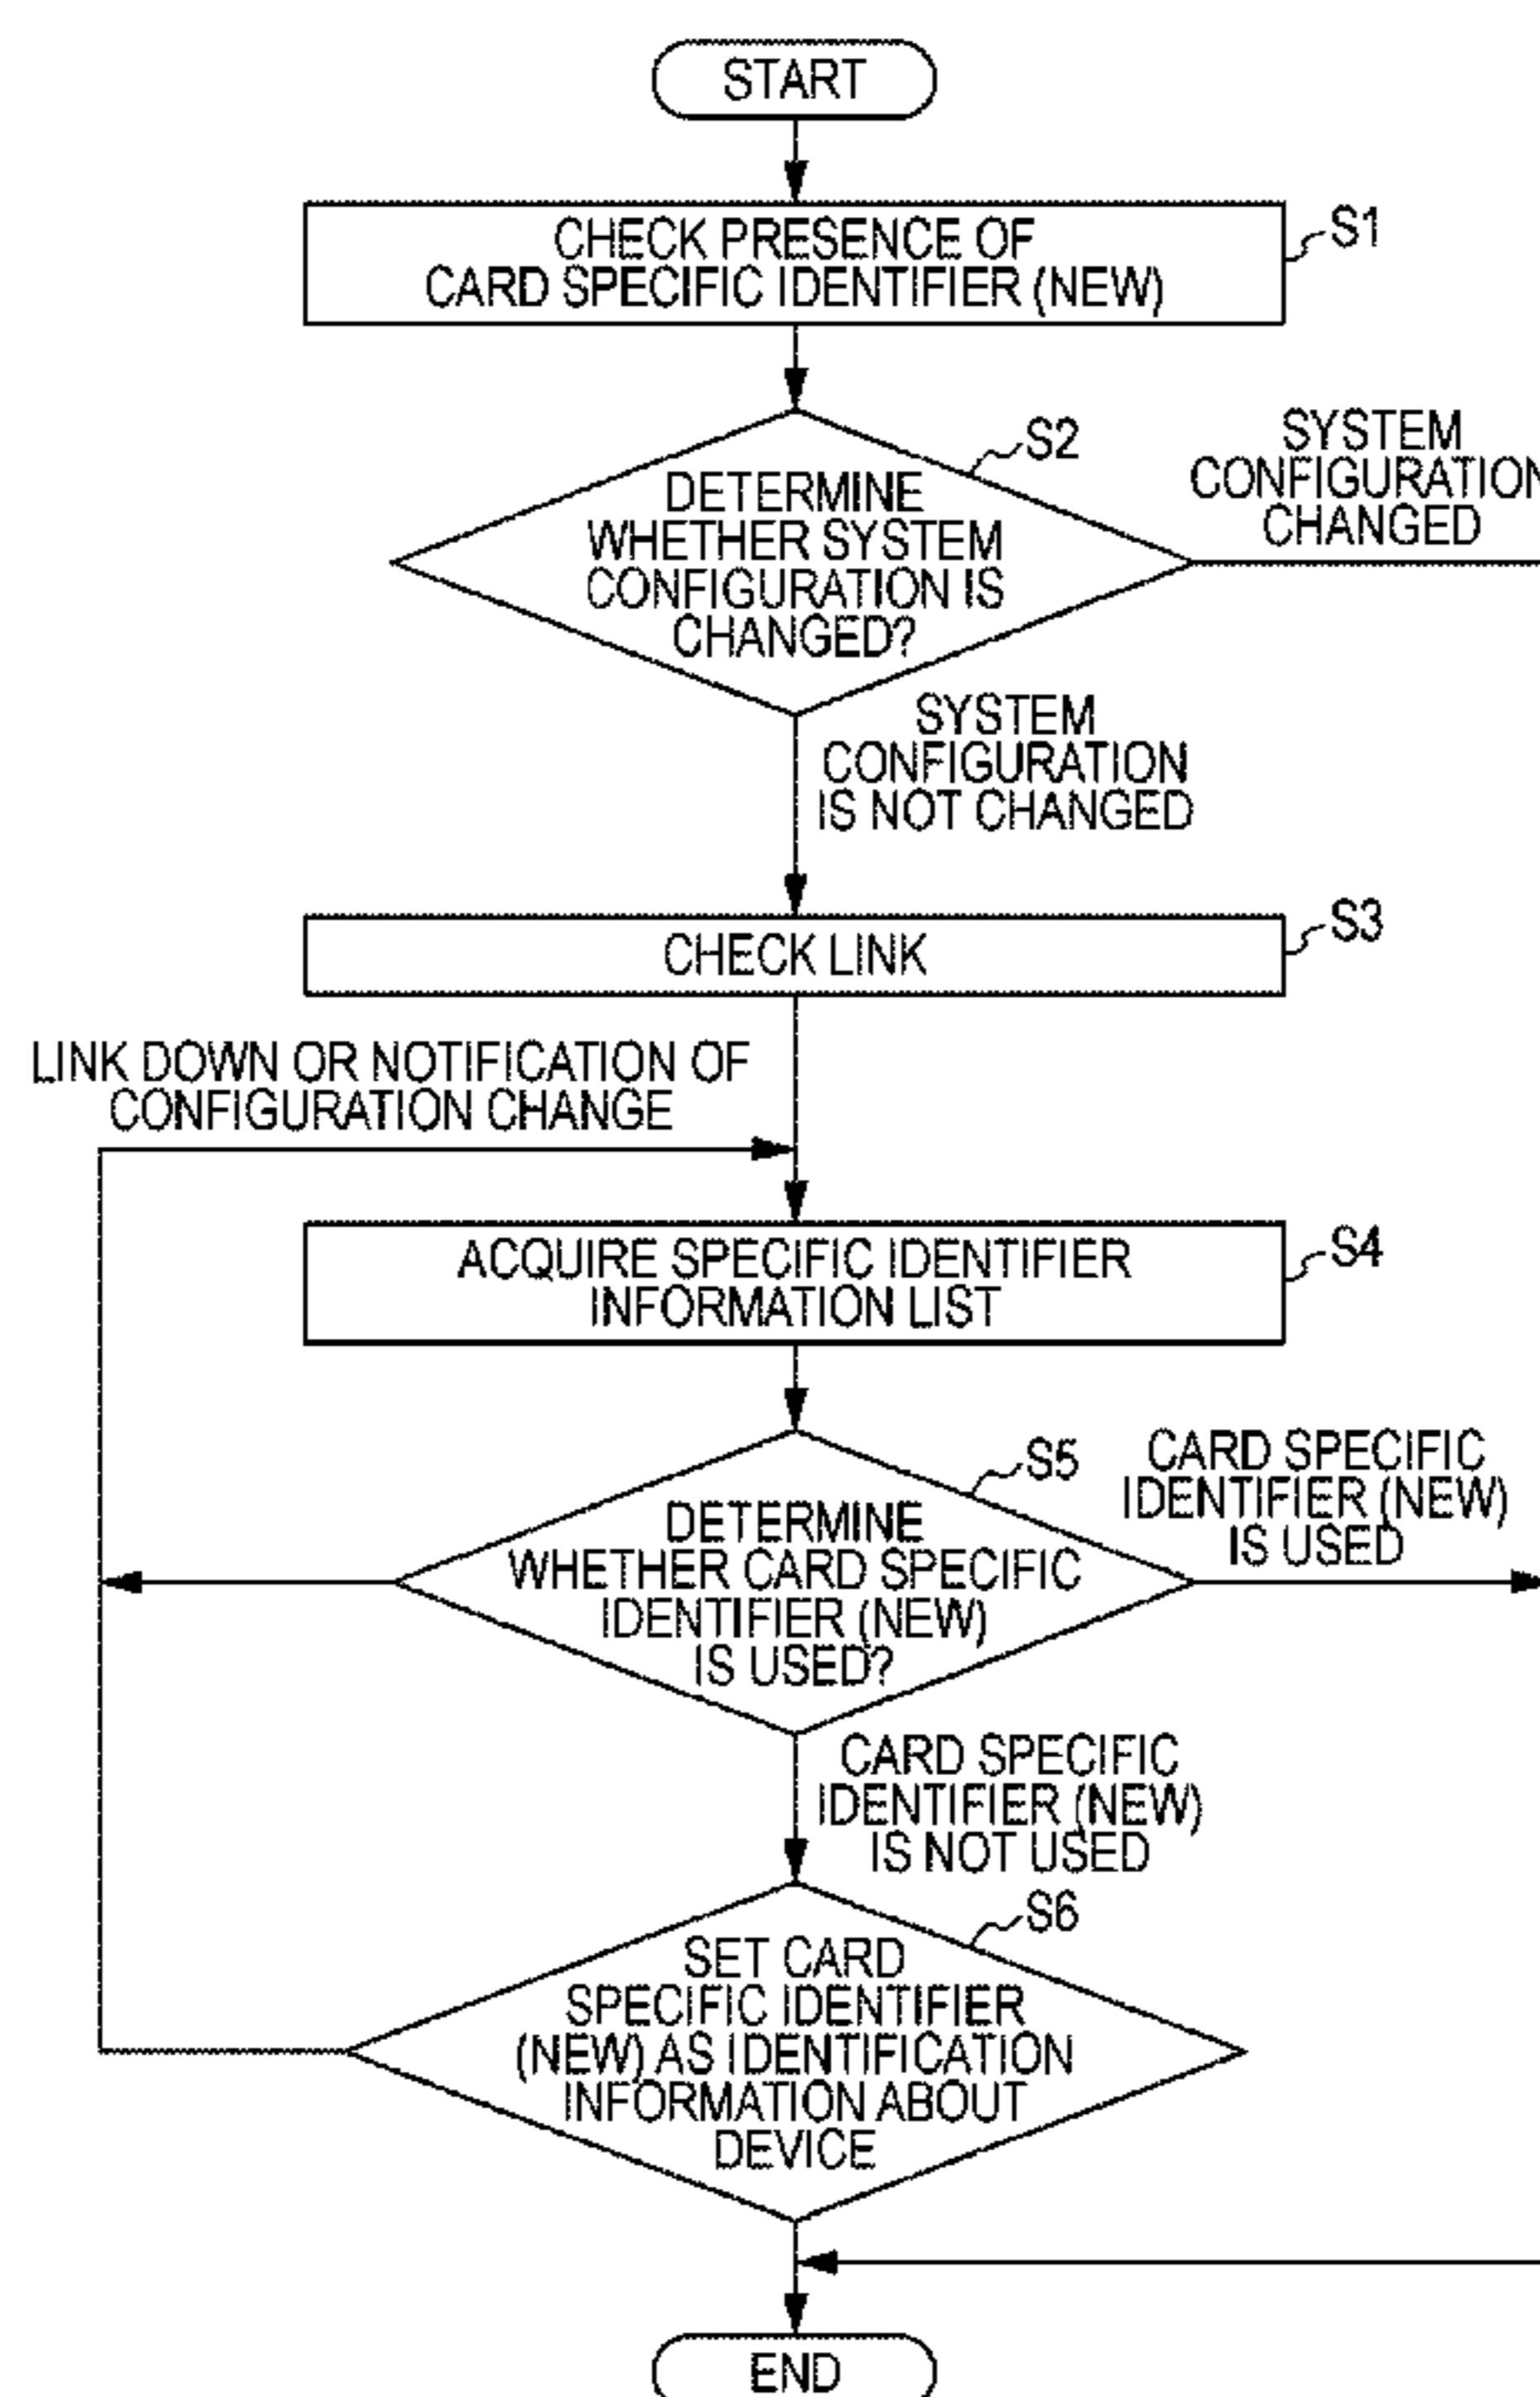 START
CHECK PRESENCE OF
CARD SPECIFIC IDENTIFIER (NEW)
S1
S2
DETERMINE
WHETHER SYSTEM
CONFIGURATION IS
CHANGED?
SYSTEM
CONFIGURATION
CHANGED
SYSTEM
CONFIGURATION
IS NOT CHANGED
CHECK LINK
S3
LINK DOWN OR NOTIFICATION OF
CONFIGURATION CHANGE
ACQUIRE SPECIFIC IDENTIFIER
INFORMATION LIST
S4
S5
DETERMINE
WHETHER CARD SPECIFIC
IDENTIFIER (NEW)
IS USED?
CARD SPECIFIC
IDENTIFIER (NEW)
IS USED
CARD SPECIFIC
IDENTIFIER (NEW)
IS NOT USED
S6
SET CARD
SPECIFIC IDENTIFIER
(NEW) AS IDENTIFICATION
INFORMATION ABOUT
DEVICE
END